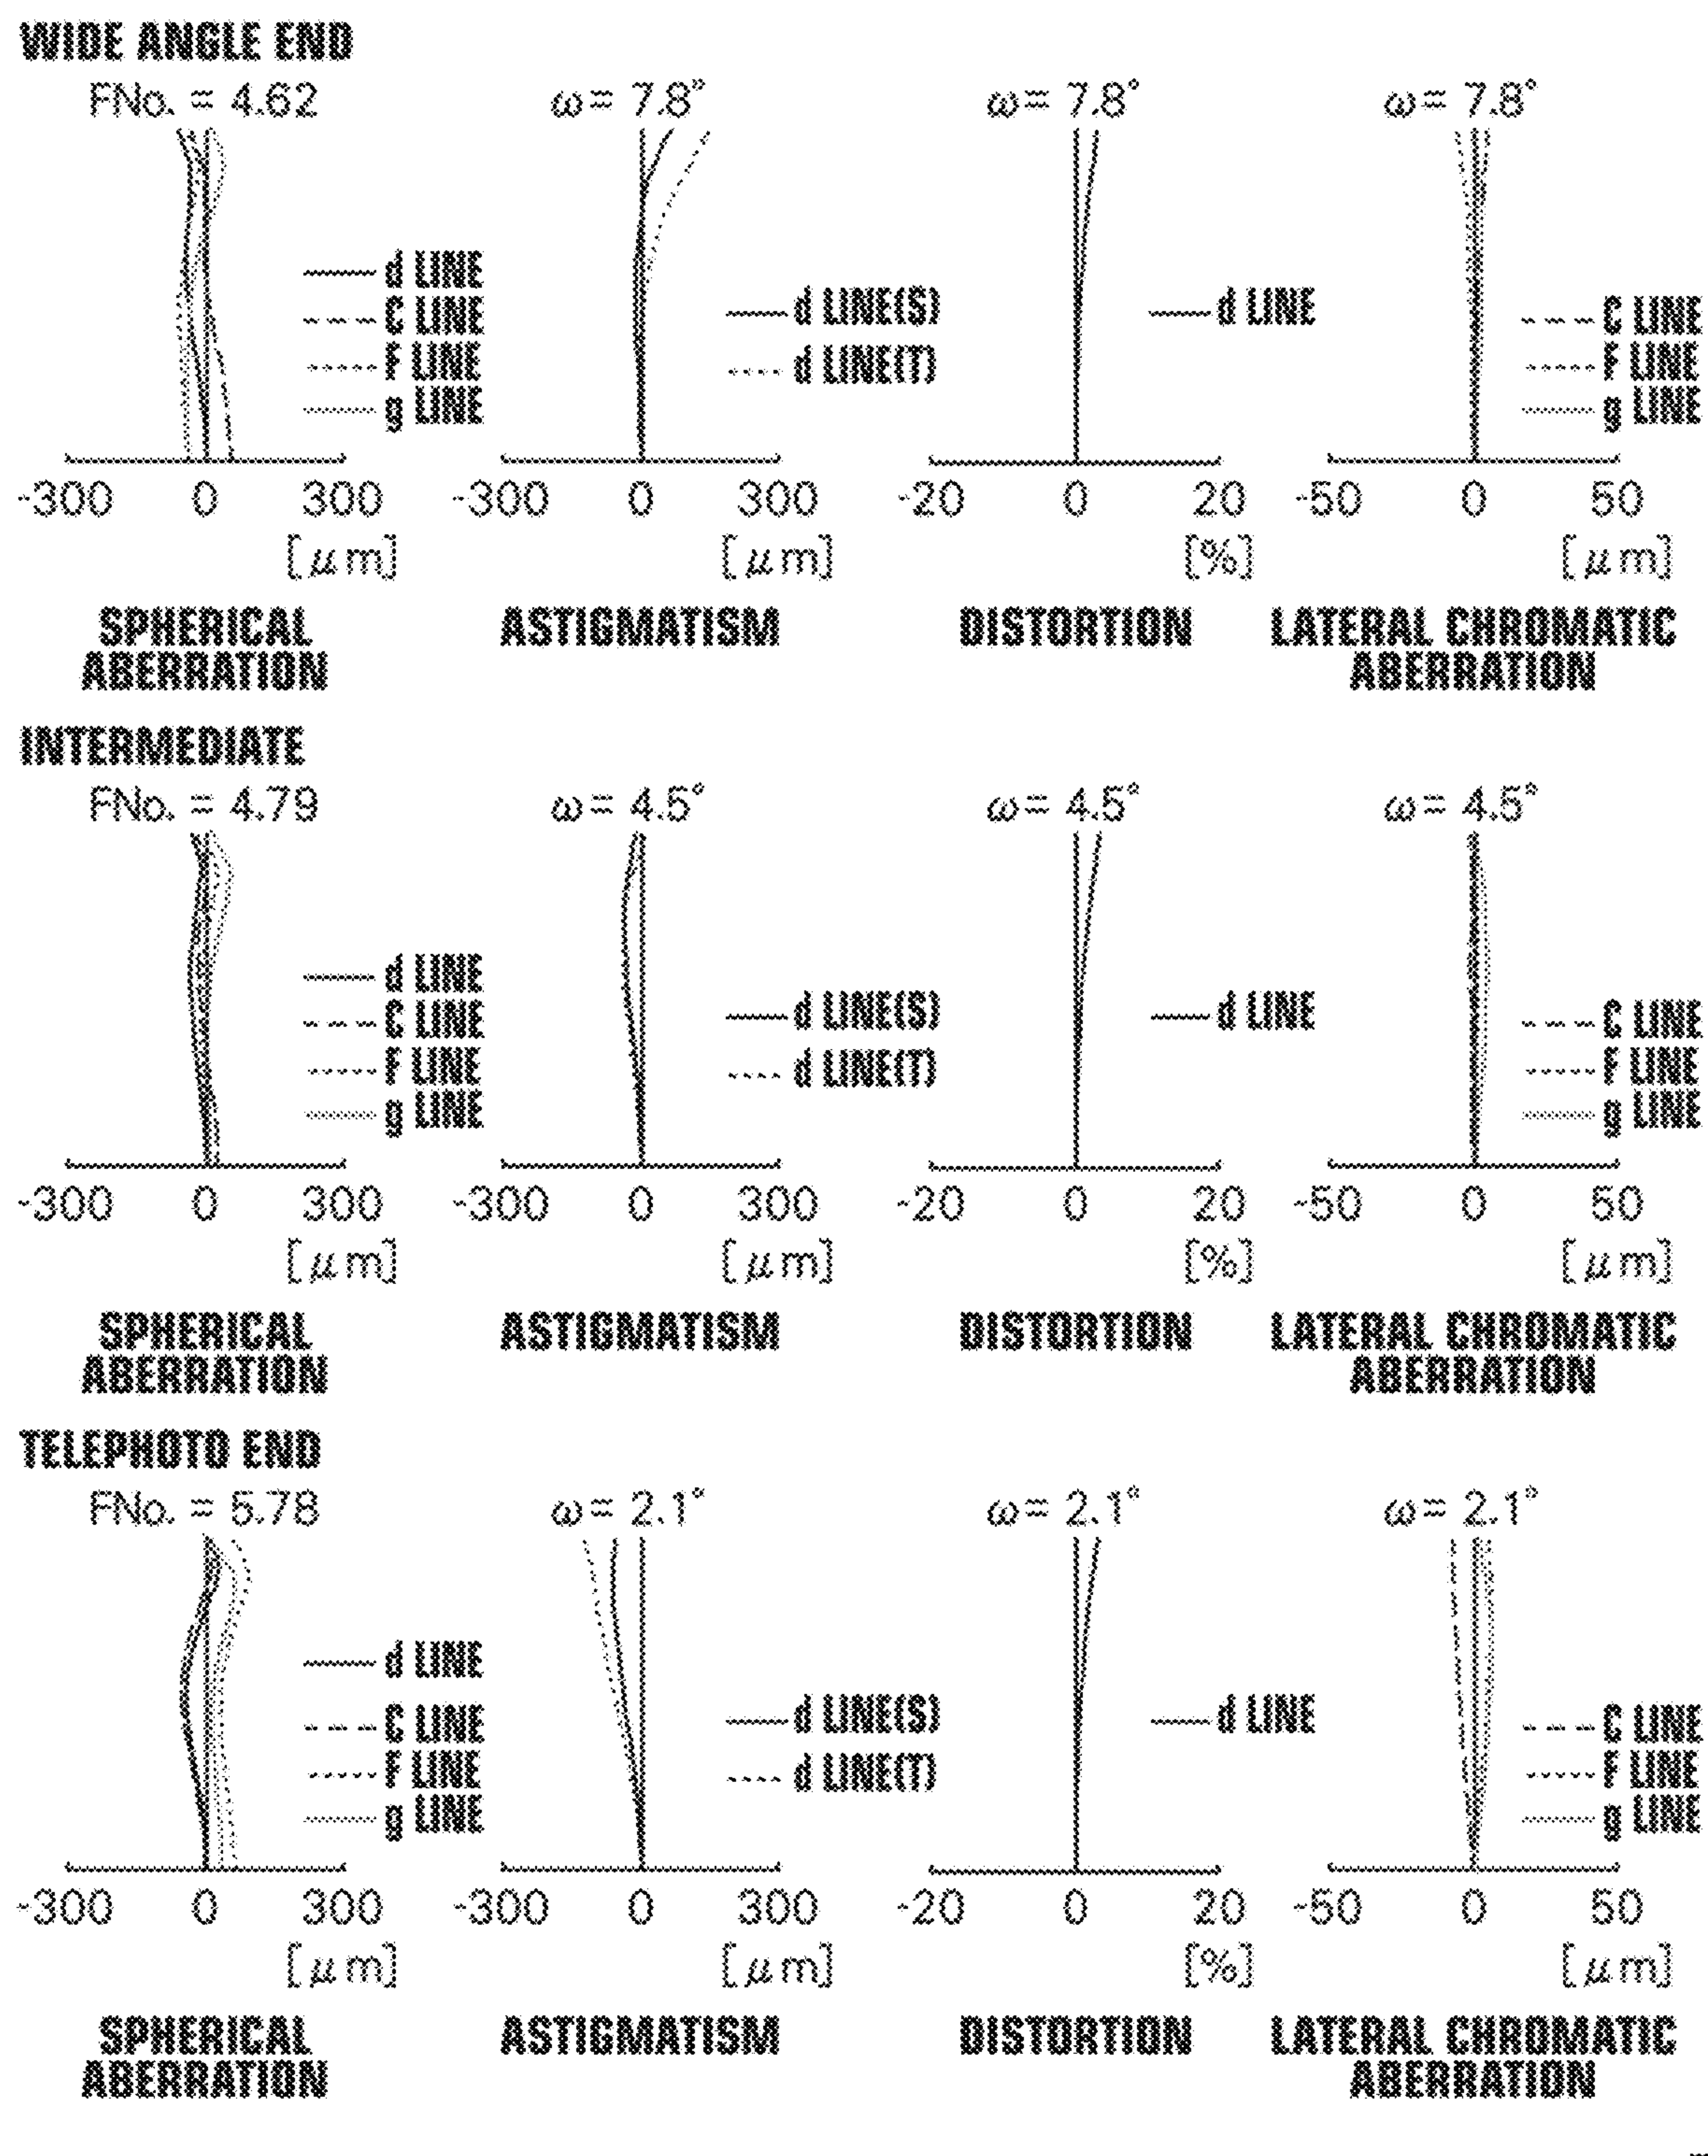 WIDE ANGLE END
FNo. = 4.62
ω= 7.8°
ω= 7.8°
ω= 7.8°
d LINE
C LINE
F LINE
g LINE
d LINE(S)
d LINE(T)
d LINE
C LINE
F LINE
g LINE
-300 0 300
-300 0 300
-20 0 20
-50 0 50
[μm]
[μm]
[%]
[μm]
SPHERICAL
ABERRATION
ASTIGMATISM
DISTORTION
LATERAL CHROMATIC
ABERRATION
INTERMEDIATE
FNo. = 4.79
ω= 4.5°
ω= 4.5°
ω= 4.5°
d LINE
C LINE
F LINE
g LINE
d LINE(S)
d LINE(T)
d LINE
C LINE
F LINE
g LINE
-300 0 300
-300 0 300
-20 0 20
-50 0 50
[μm]
[μm]
[%]
[μm]
SPHERICAL
ABERRATION
ASTIGMATISM
DISTORTION
LATERAL CHROMATIC
ABERRATION
TELEPHOTO END
FNo. = 5.78
ω= 2.1°
ω= 2.1°
ω= 2.1°
d LINE
C LINE
F LINE
g LINE
d LINE(S)
d LINE(T)
d LINE
C LINE
F LINE
g LINE
-300 0 300
-300 0 300
-20 0 20
-50 0 50
[μm]
[μm]
[%]
[μm]
SPHERICAL
ABERRATION
ASTIGMATISM
DISTORTION
LATERAL CHROMATIC
ABERRATION